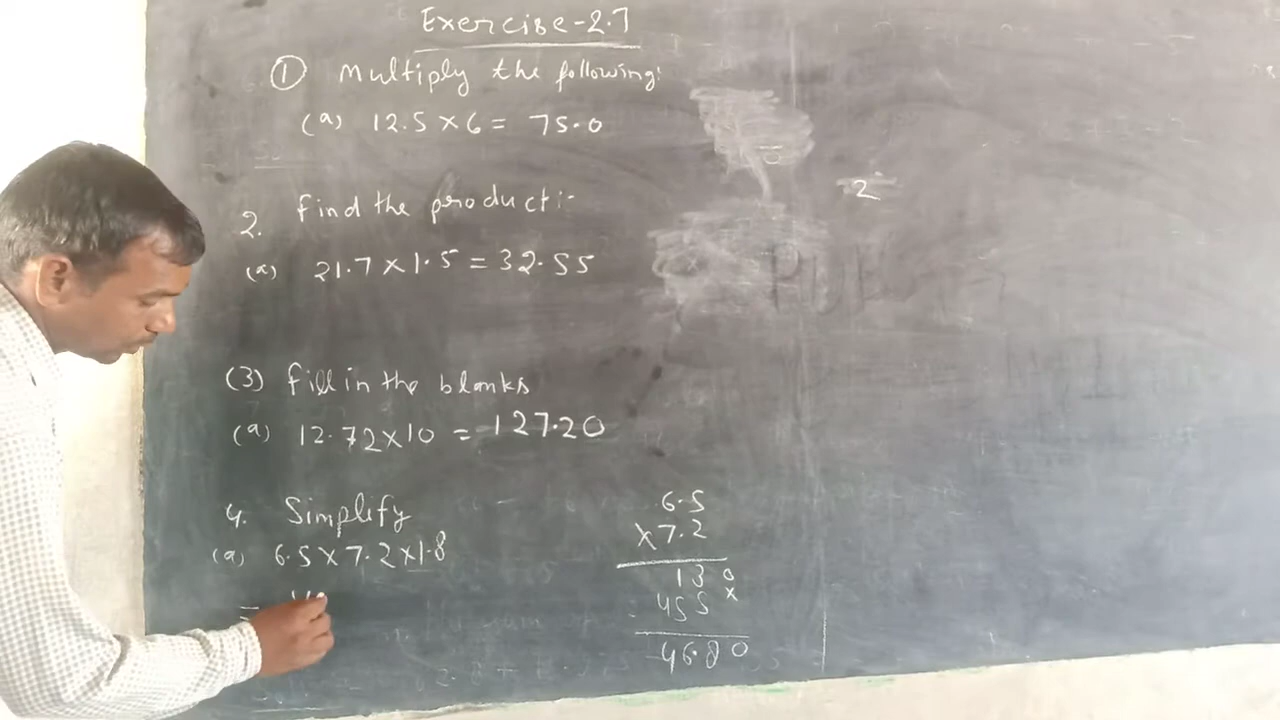 Exercise-2.7
① Multiply the following:
(a) 12.5 × 6 = 75.0
2. Find the product:-
(a) 21.7 × 1.5 = 32.55
(3) Fill in the blanks
(a) 12.72 × 10 = 127.20
4. Simplify
(a) 6.5 × 7.2 × 1.8
=
6.5
× 7.2
130
455 ×
46.80
2